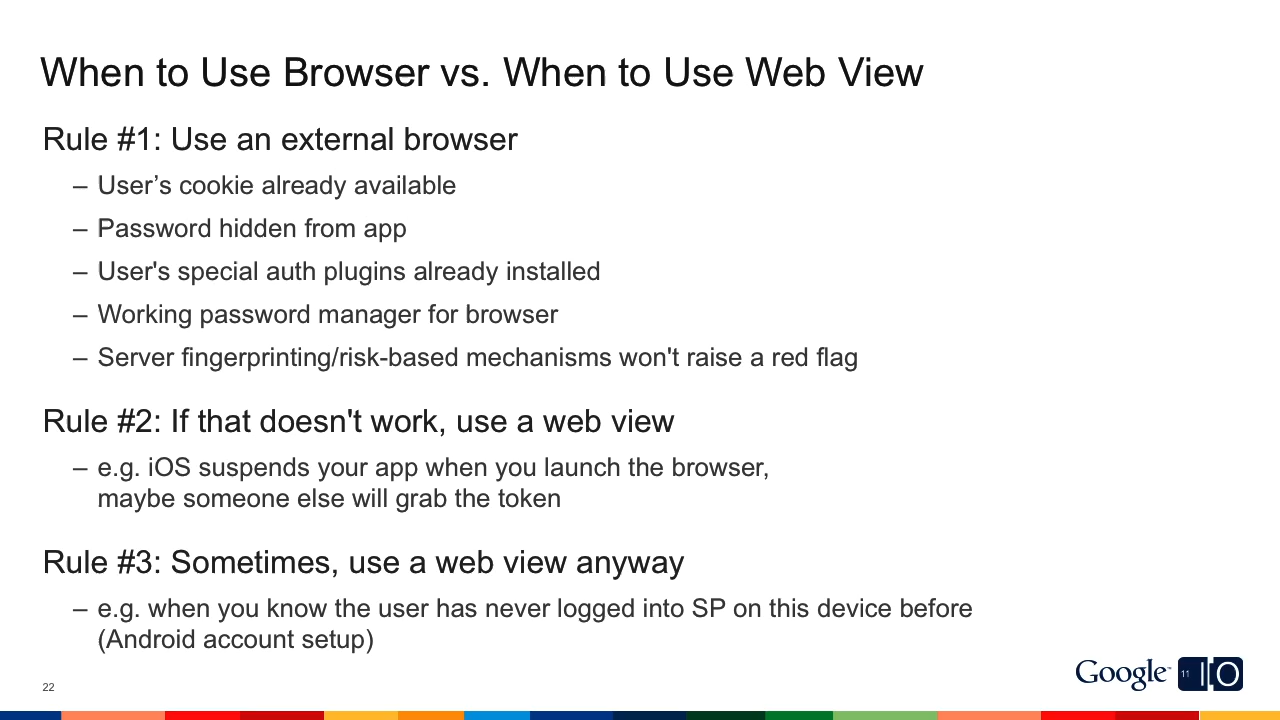 When to Use Browser vs. When to Use Web View
Rule #1: Use an external browser
– User’s cookie already available
– Password hidden from app
– User's special auth plugins already installed
– Working password manager for browser
– Server fingerprinting/risk-based mechanisms won't raise a red flag
Rule #2: If that doesn't work, use a web view
– e.g. iOS suspends your app when you launch the browser,
maybe someone else will grab the token
Rule #3: Sometimes, use a web view anyway
– e.g. when you know the user has never logged into SP on this device before
(Android account setup)
Google™ 11 IO
22